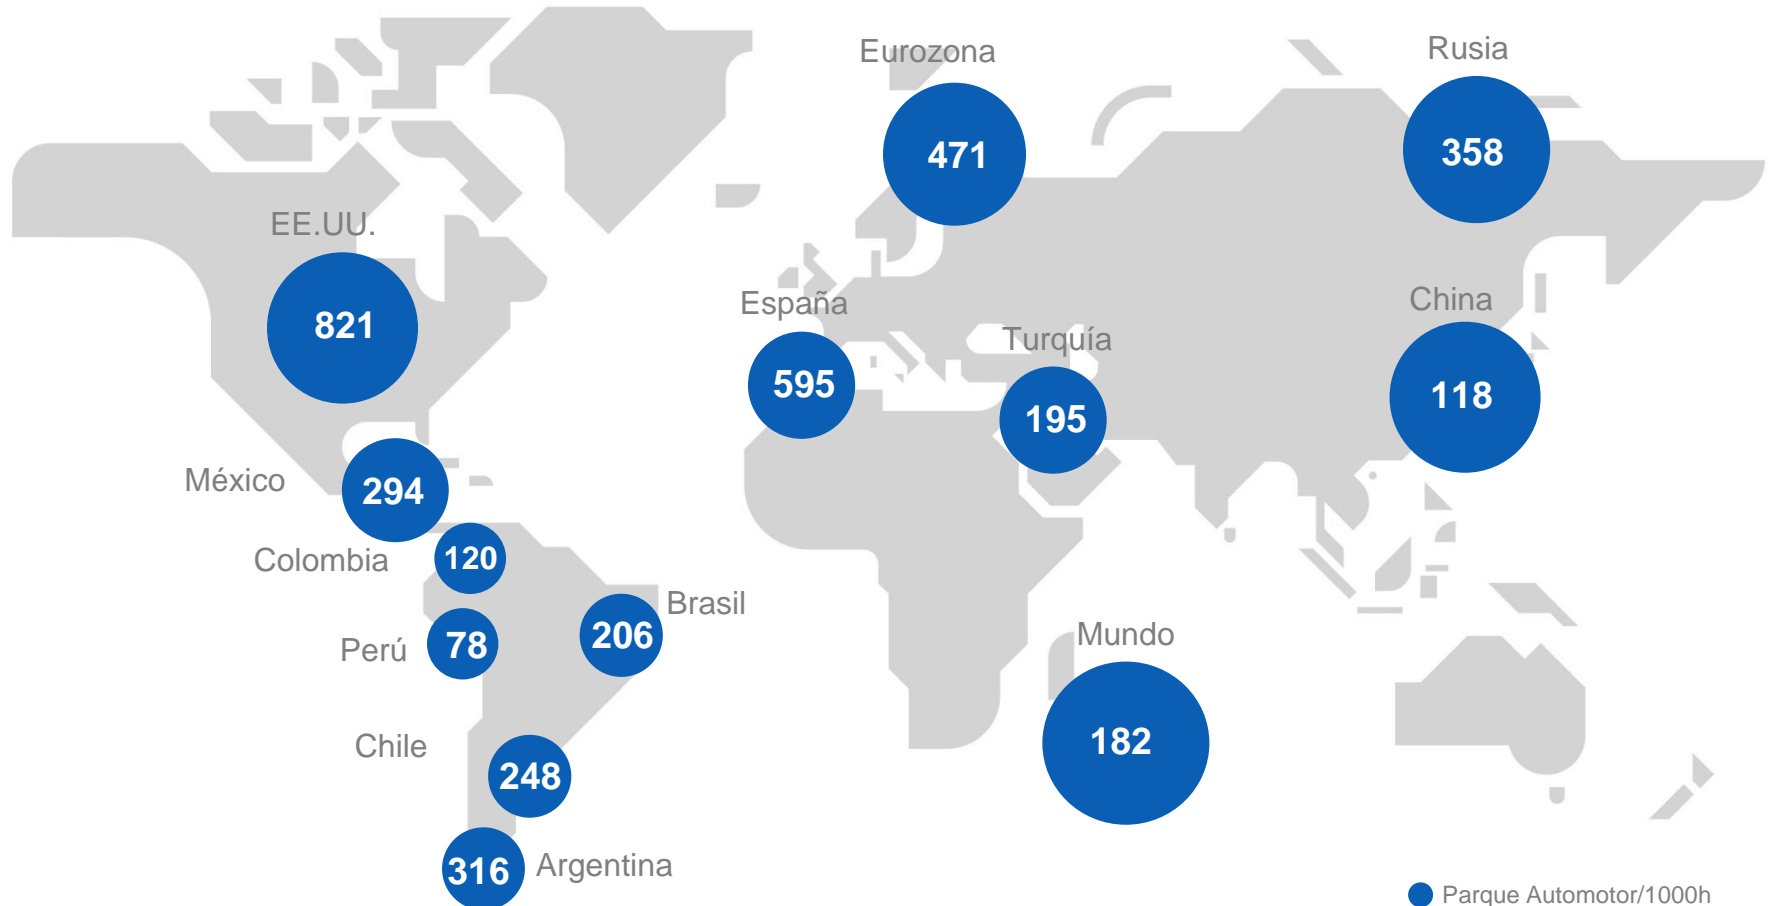 Eurozona
471
Rusia
358
EE.UU.
821
España
595
Turquía
195
China
118
México
294
Colombia
120
Perú
78
Brasil
206
Mundo
182
Chile
248
316
Argentina
Parque Automotor/1000h